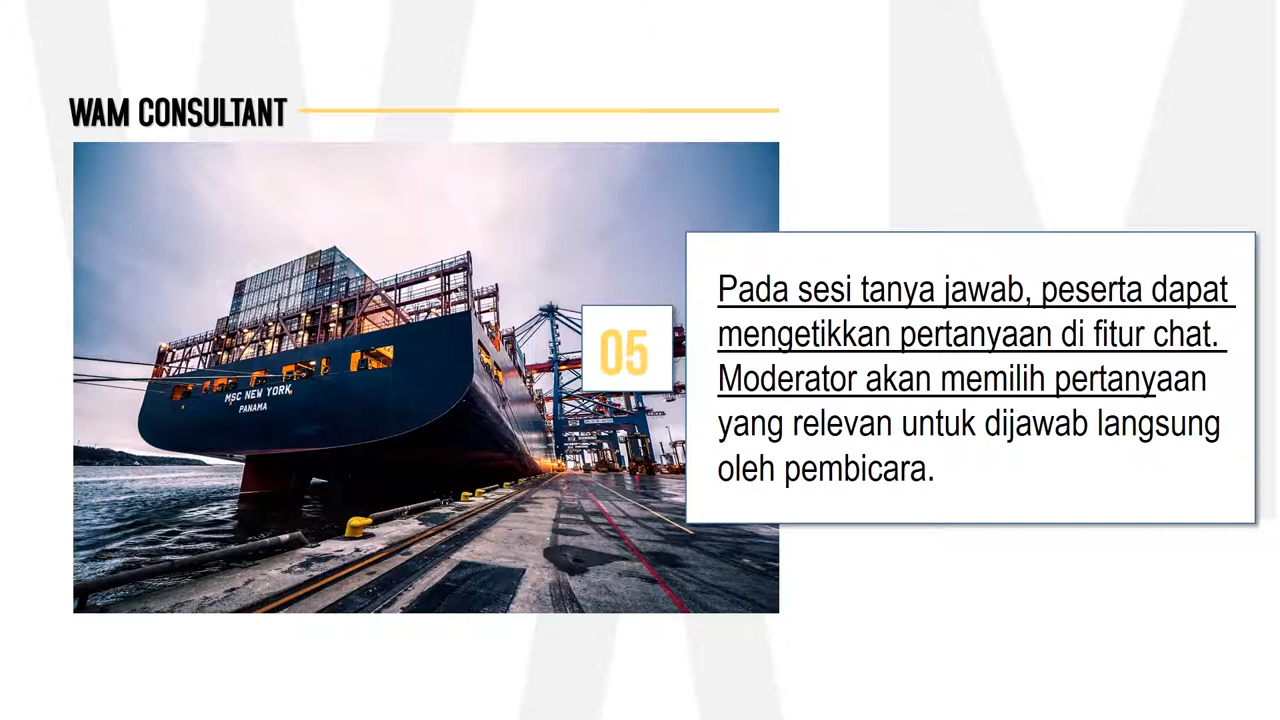 WAM CONSULTANT
MSC NEW YORK
PANAMA
05
Pada sesi tanya jawab, peserta dapat
mengetikkan pertanyaan di fitur chat.
Moderator akan memilih pertanyaan
yang relevan untuk dijawab langsung
oleh pembicara.